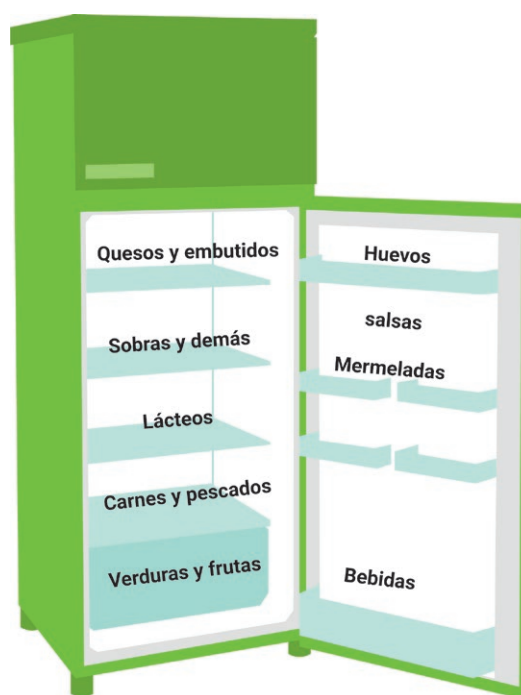 Quesos y embutidos
Sobras y demás
Lácteos
Carnes y pescados
Verduras y frutas
Huevos
salsas
Mermeladas
Bebidas